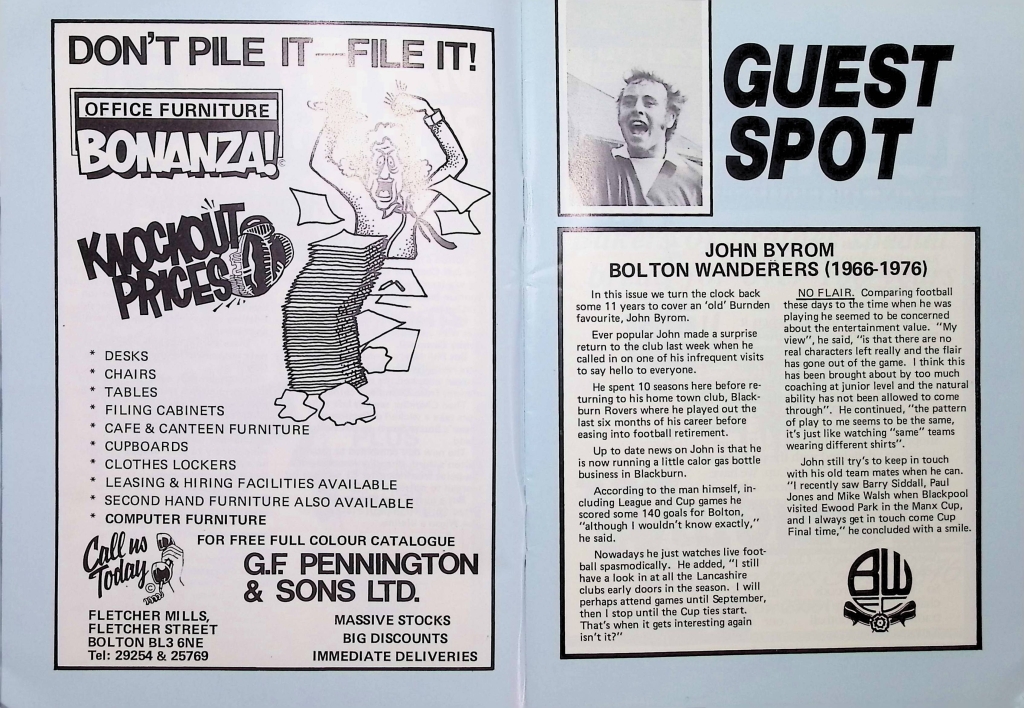 DON'T PILE IT—FILE IT!
OFFICE FURNITURE
BONANZA!
KNOCKOUT
PRICES
* DESKS
* CHAIRS
* TABLES
* FILING CABINETS
* CAFE & CANTEEN FURNITURE
* CUPBOARDS
* CLOTHES LOCKERS
* LEASING & HIRING FACILITIES AVAILABLE
* SECOND HAND FURNITURE ALSO AVAILABLE
* COMPUTER FURNITURE
Call us
Today
FOR FREE FULL COLOUR CATALOGUE
G.F. PENNINGTON
& SONS LTD.
FLETCHER MILLS,
FLETCHER STREET
BOLTON BL3 6NE
Tel: 29254 & 25769
MASSIVE STOCKS
BIG DISCOUNTS
IMMEDIATE DELIVERIES
GUEST
SPOT
JOHN BYROM
BOLTON WANDERERS (1966-1976)
In this issue we turn the clock back
some 11 years to cover an 'old' Burnden
favourite, John Byrom.
Ever popular John made a surprise
return to the club last week when he
called in on one of his infrequent visits
to say hello to everyone.
He spent 10 seasons here before re-
turning to his home town club, Black-
burn Rovers where he played out the
last six months of his career before
easing into football retirement.
Up to date news on John is that he
is now running a little calor gas bottle
business in Blackburn.
According to the man himself, in-
cluding League and Cup games he
scored some 140 goals for Bolton,
"although I wouldn't know exactly,"
he said.
Nowadays he just watches live foot-
ball spasmodically. He added, "I still
have a look in at all the Lancashire
clubs early doors in the season. I will
perhaps attend games until September,
then I stop until the Cup ties start.
That's when it gets interesting again
isn't it?"
NO FLAIR. Comparing football
these days to the time when he was
playing he seemed to be concerned
about the entertainment value. "My
view", he said, "is that there are no
real characters left really and the flair
has gone out of the game. I think this
has been brought about by too much
coaching at junior level and the natural
ability has not been allowed to come
through". He continued, "the pattern
of play to me seems to be the same,
it's just like watching "same" teams
wearing different shirts".
John still try's to keep in touch
with his old team mates when he can.
"I recently saw Barry Siddall, Paul
Jones and Mike Walsh when Blackpool
visited Ewood Park in the Manx Cup,
and I always get in touch come Cup
Final time," he concluded with a smile.
BW
FC